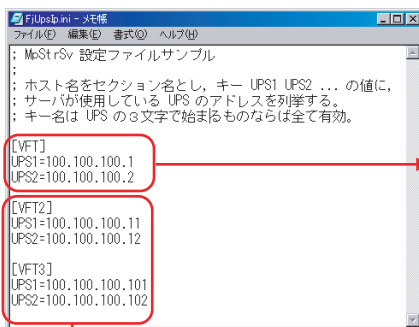 FjUpsIp.ini - メモ帳
ファイル(F) 編集(E) 書式(O) ヘルプ(H)
; MpStrSv 設定ファイルサンプル
;
; ホスト名をセクション名とし，キー UPS1 UPS2 ... の値に，
; サーバが使用している UPS のアドレスを列挙する。
; キー名は UPS の３文字で始まるものならば全て有効。
[VFT]
UPS1=100.100.100.1
UPS2=100.100.100.2
[VFT2]
UPS1=100.100.100.11
UPS2=100.100.100.12
[VFT3]
UPS1=100.100.100.101
UPS2=100.100.100.102